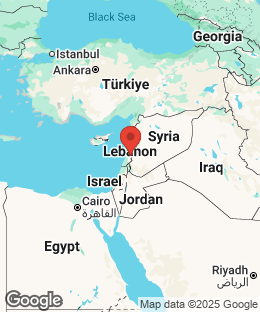 Black Sea
Georgia
Istanbul
Ankara
Türkiye
Syria
Lebanon
Iraq
Israel
Jordan
Cairo
القاهرة
Riyadh
الرياض
Egypt
Map data ©2025 Google